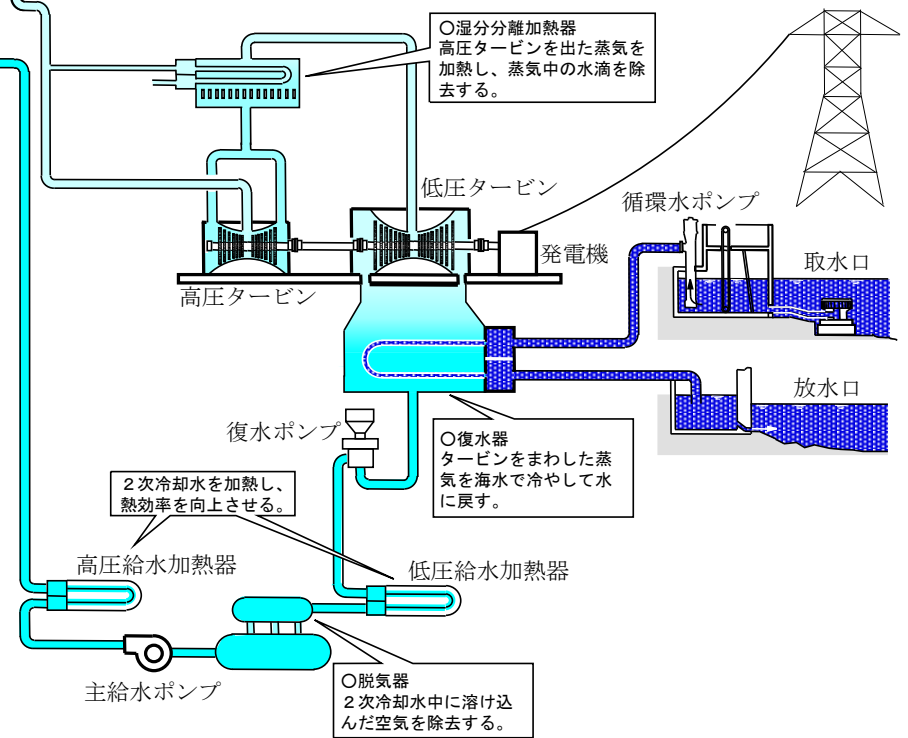 ○湿分分離加熱器
高圧タービンを出た蒸気を
加熱し、蒸気中の水滴を除
去する。
低圧タービン
循環水ポンプ
発電機
取水口
高圧タービン
放水口
復水ポンプ
○復水器
タービンをまわした蒸
気を海水で冷やして水
に戻す。
２次冷却水を加熱し、
熱効率を向上させる。
高圧給水加熱器
低圧給水加熱器
主給水ポンプ
○脱気器
２次冷却水中に溶け込
んだ空気を除去する。